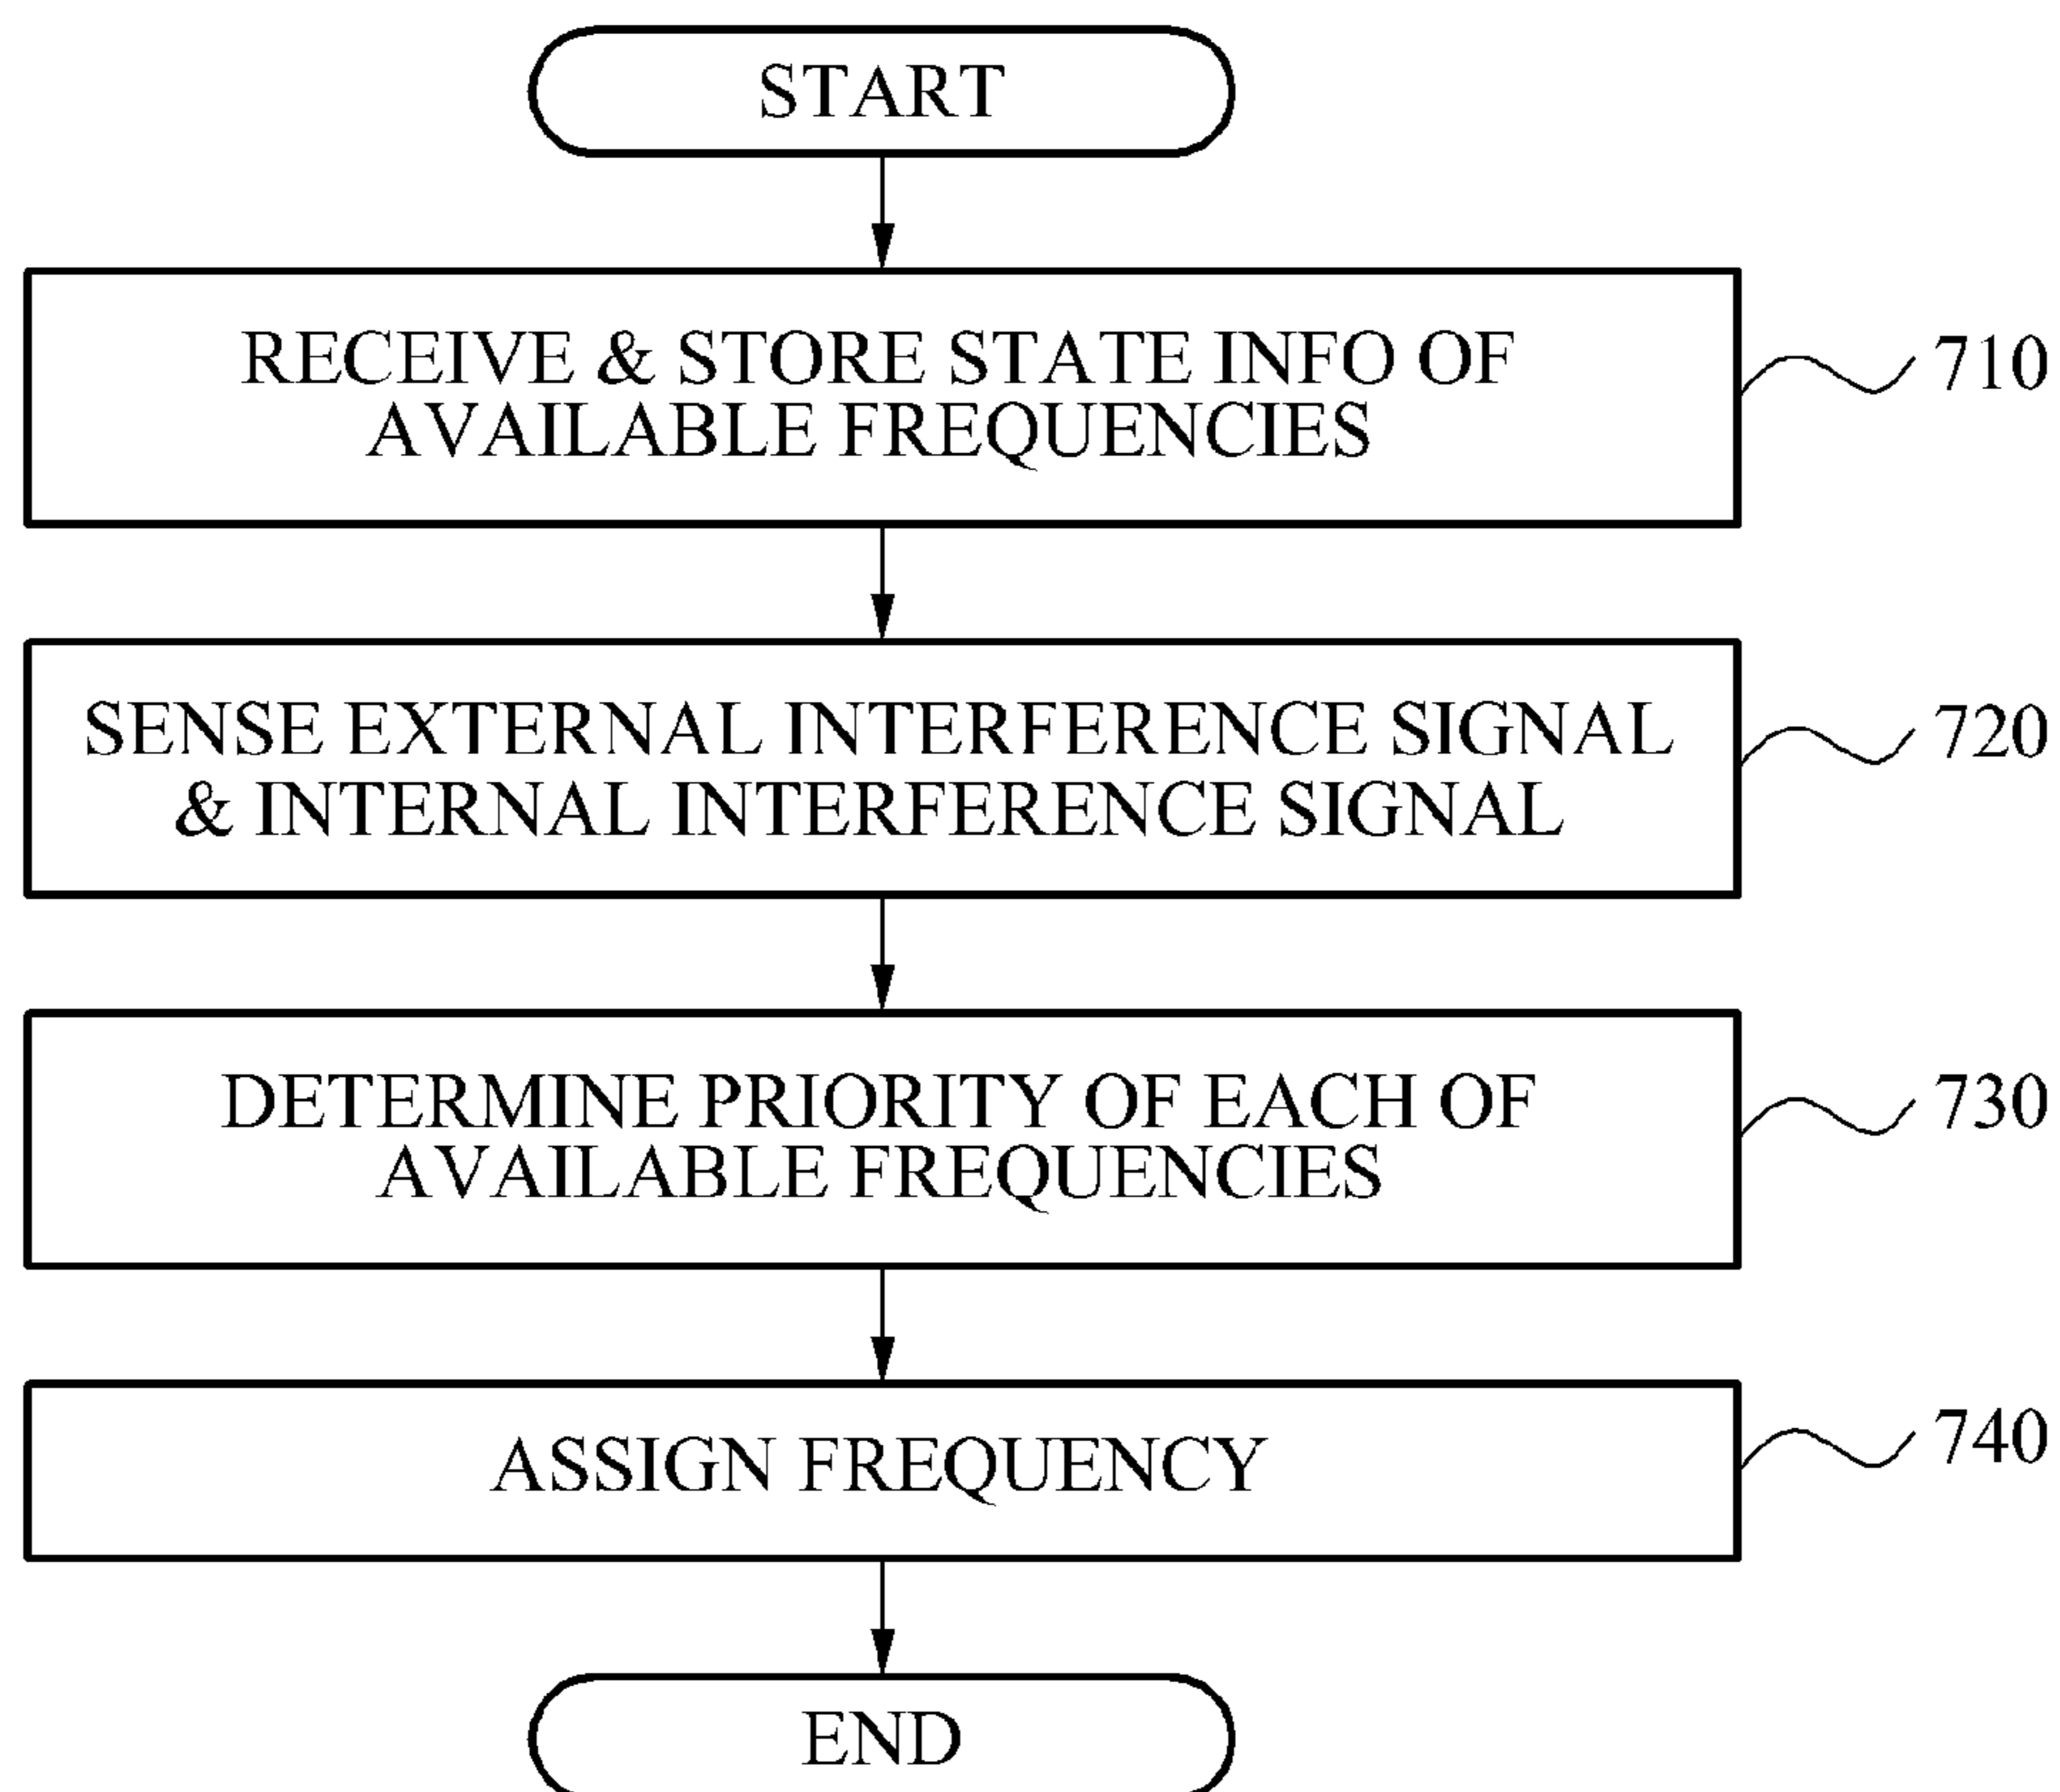 START
RECEIVE & STORE STATE INFO OF
AVAILABLE FREQUENCIES
710
SENSE EXTERNAL INTERFERENCE SIGNAL
& INTERNAL INTERFERENCE SIGNAL
720
DETERMINE PRIORITY OF EACH OF
AVAILABLE FREQUENCIES
730
ASSIGN FREQUENCY
740
END